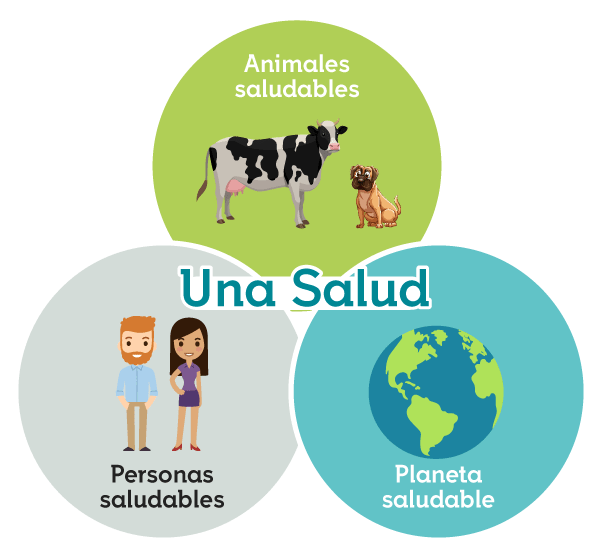 Animales
saludables
Una Salud
Personas
saludables
Planeta
saludable